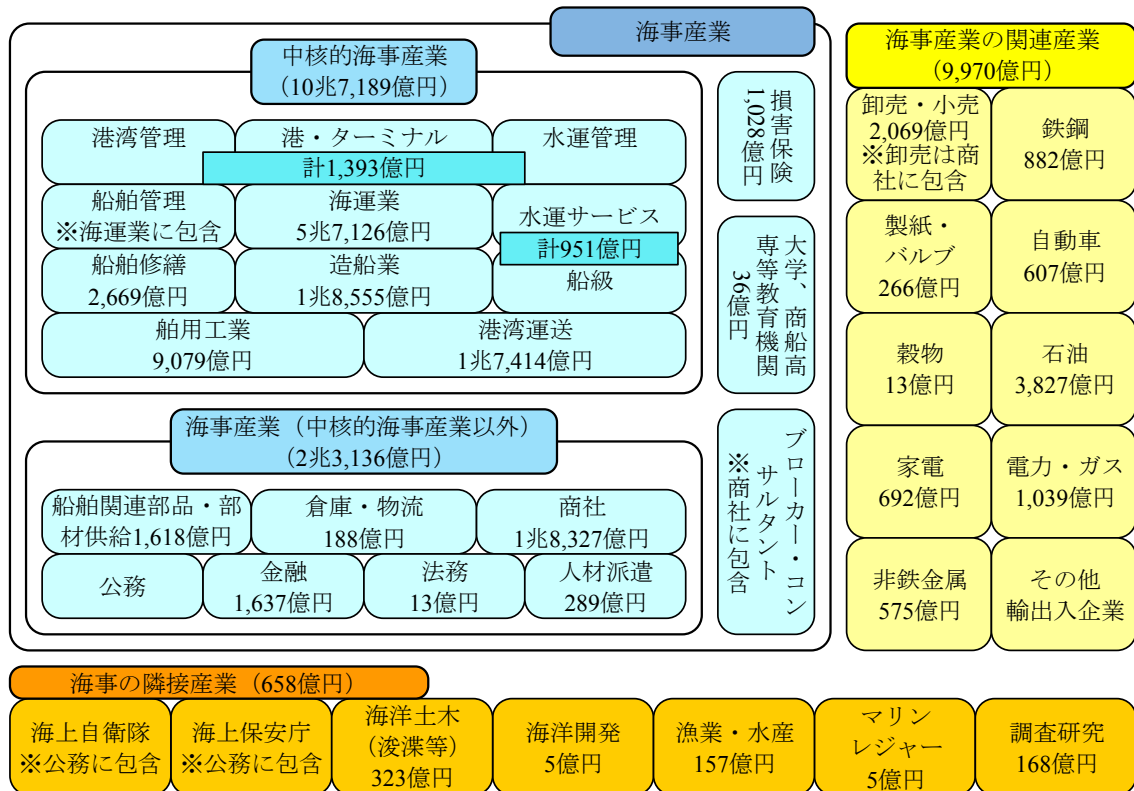 海事産業
中核的海事産業
（10兆7,189億円）
港湾管理
港・ターミナル
水運管理
計1,393億円
船舶管理
※海運業に包含
海運業
5兆7,126億円
水運サービス
計951億円
船級
船舶修繕
2,669億円
造船業
1兆8,555億円
舶用工業
9,079億円
港湾運送
1兆7,414億円
海事産業（中核的海事産業以外）
（2兆3,136億円）
船舶関連部品・部
材供給1,618億円
倉庫・物流
188億円
商社
1兆8,327億円
公務
金融
1,637億円
法務
13億円
人材派遣
289億円
損害保険
1,028億円
大学、商船高
専等教育機関
36億円
ブローカー・コン
サルタント
※商社に包含
海事産業の関連産業
（9,970億円）
卸売・小売
2,069億円
※卸売は商
社に包含
鉄鋼
882億円
製紙・
バルブ
266億円
自動車
607億円
穀物
13億円
石油
3,827億円
家電
692億円
電力・ガス
1,039億円
非鉄金属
575億円
その他
輸出入企業
海事の隣接産業（658億円）
海上自衛隊
※公務に包含
海上保安庁
※公務に包含
海洋土木
（浚渫等）
323億円
海洋開発
5億円
漁業・水産
157億円
マリン
レジャー
5億円
調査研究
168億円